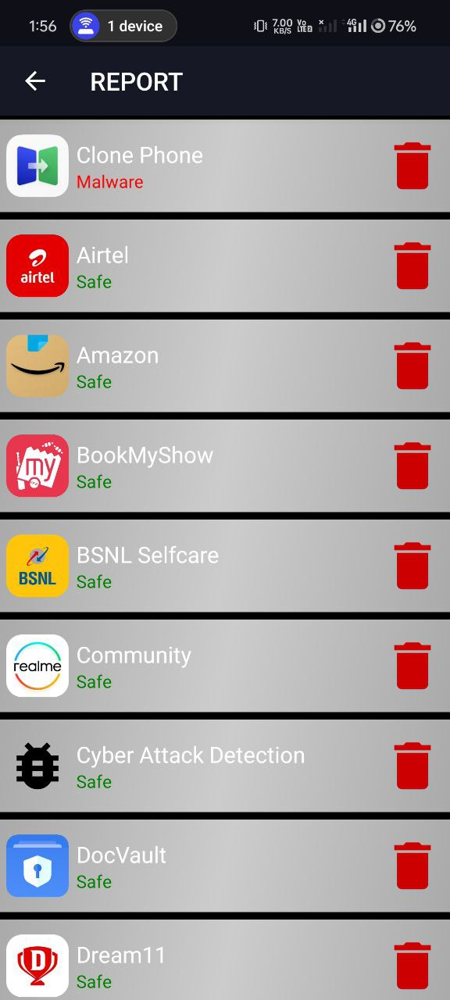 1:56 1 device 7.00 KB/S Vo LTE2 4G 76%
REPORT
Clone Phone
Malware
airtel
Airtel
Safe
Amazon
Safe
my
BookMyShow
Safe
BSNL
BSNL Selfcare
Safe
realme
Community
Safe
Cyber Attack Detection
Safe
DocVault
Safe
D
Dream11
Safe